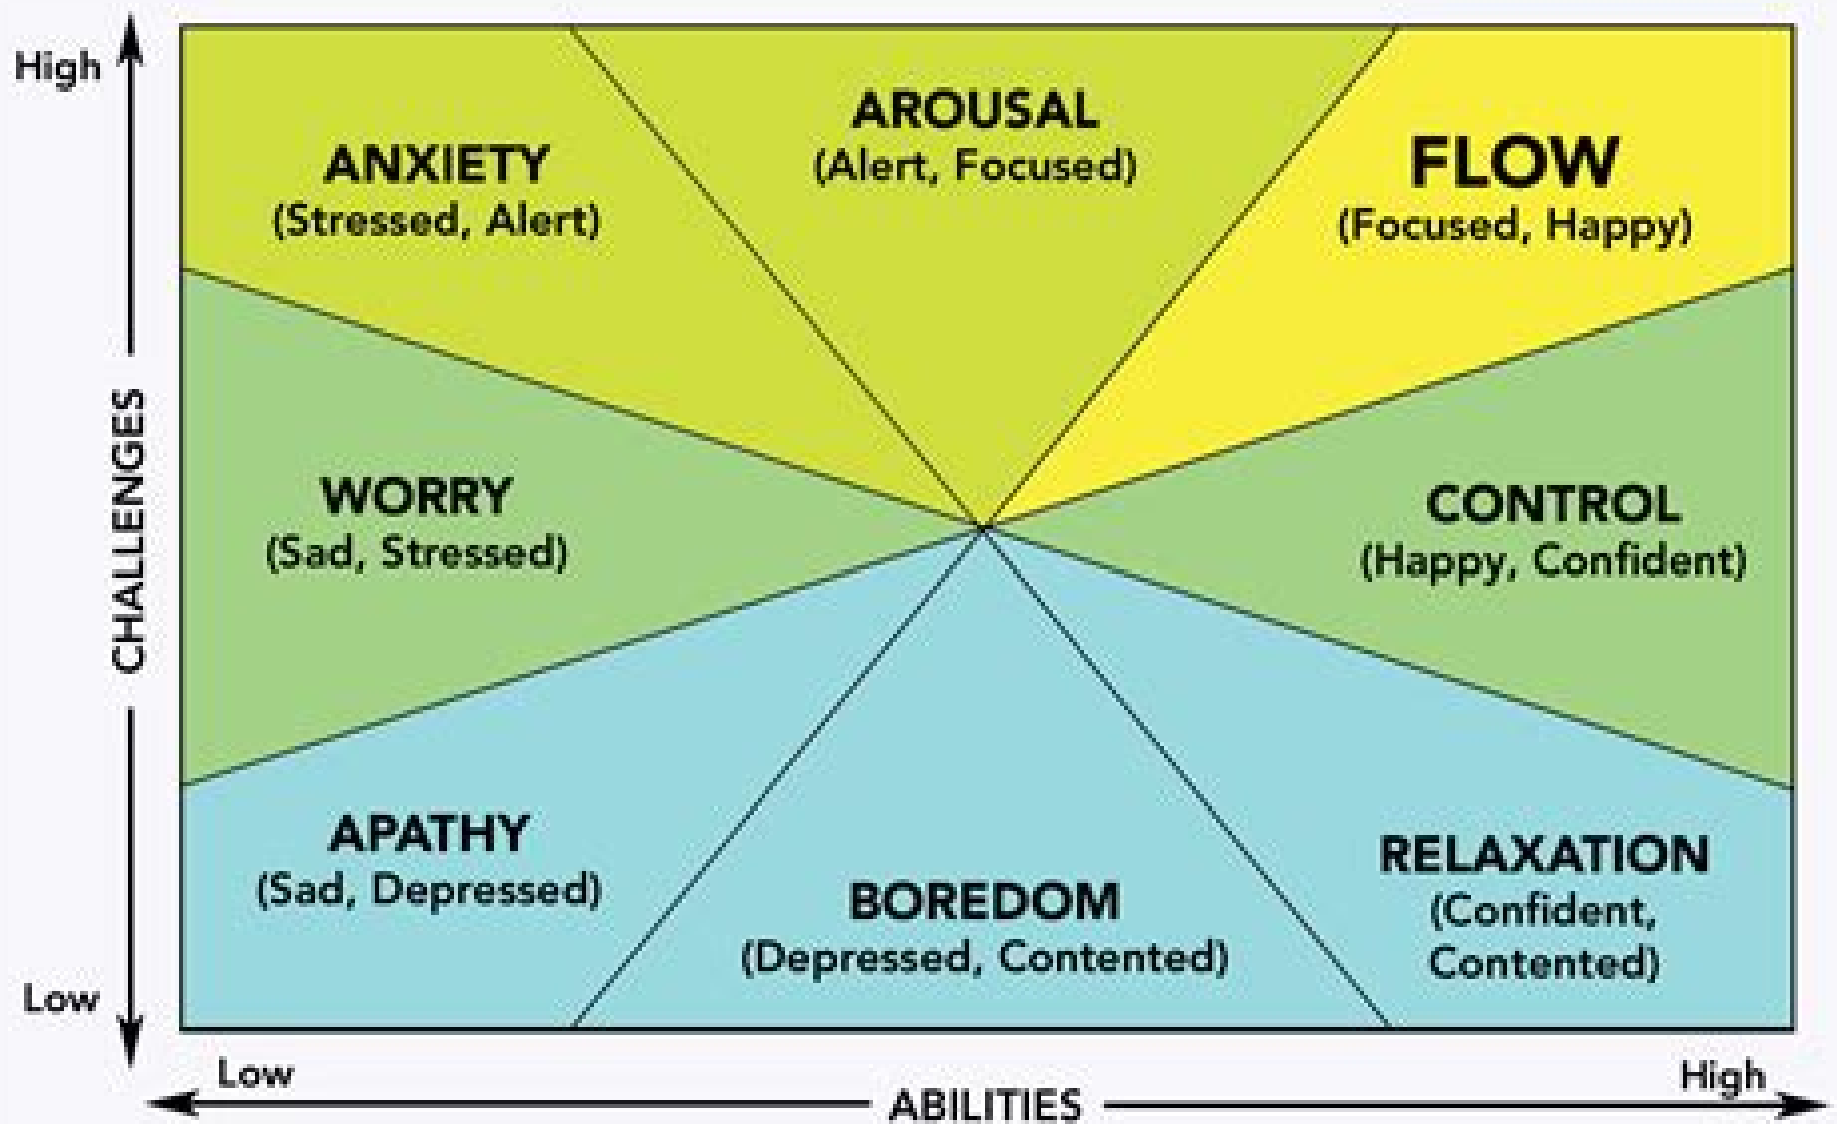 High
AROUSAL
(Alert, Focused)
ANXIETY
(Stressed, Alert)
FLOW
(Focused, Happy)
CHALLENGES
WORRY
(Sad, Stressed)
CONTROL
(Happy, Confident)
APATHY
(Sad, Depressed)
BOREDOM
(Depressed, Contented)
RELAXATION
(Confident,
Contented)
Low
Low
High
ABILITIES